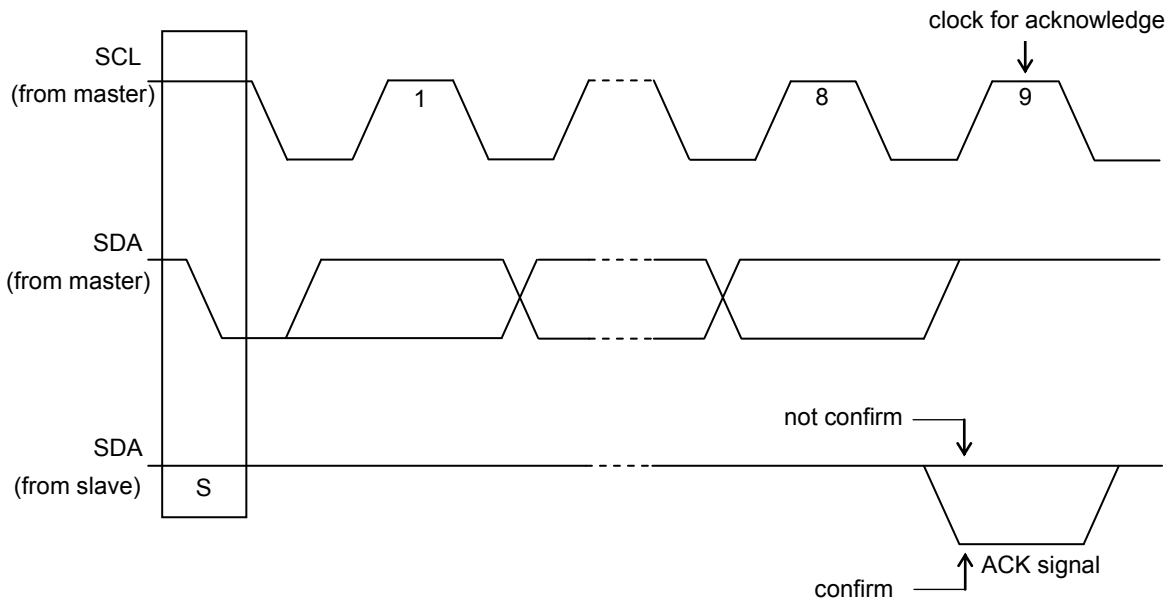 clock for acknowledge
SCL
(from master)
1
8
9
SDA
(from master)
not confirm
SDA
(from slave)
S
ACK signal
confirm